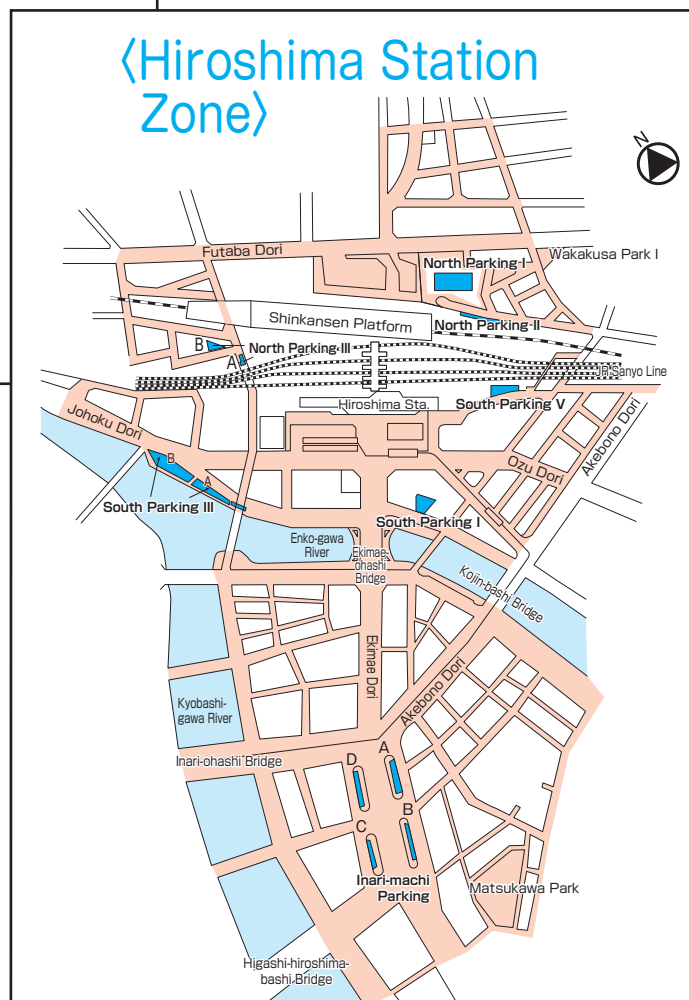 〈Hiroshima Station
Zone〉
N
Futaba Dori
North Parking I
Wakakusa Park I
Shinkansen Platform
North Parking II
B
North Parking III
A
JR Sanyo Line
Hiroshima Sta.
South Parking V
Johoku Dori
Akebono Dori
B
A
Ozu Dori
South Parking III
South Parking I
Enko-gawa
River
Ekimae-
ohashi
Bridge
Kojin-bashi Bridge
Ekimae Dori
Akebono Dori
Kyobashi-
gawa River
Inari-ohashi Bridge
A
D
B
C
Inari-machi
Parking
Matsukawa Park
Higashi-hiroshima-
bashi Bridge